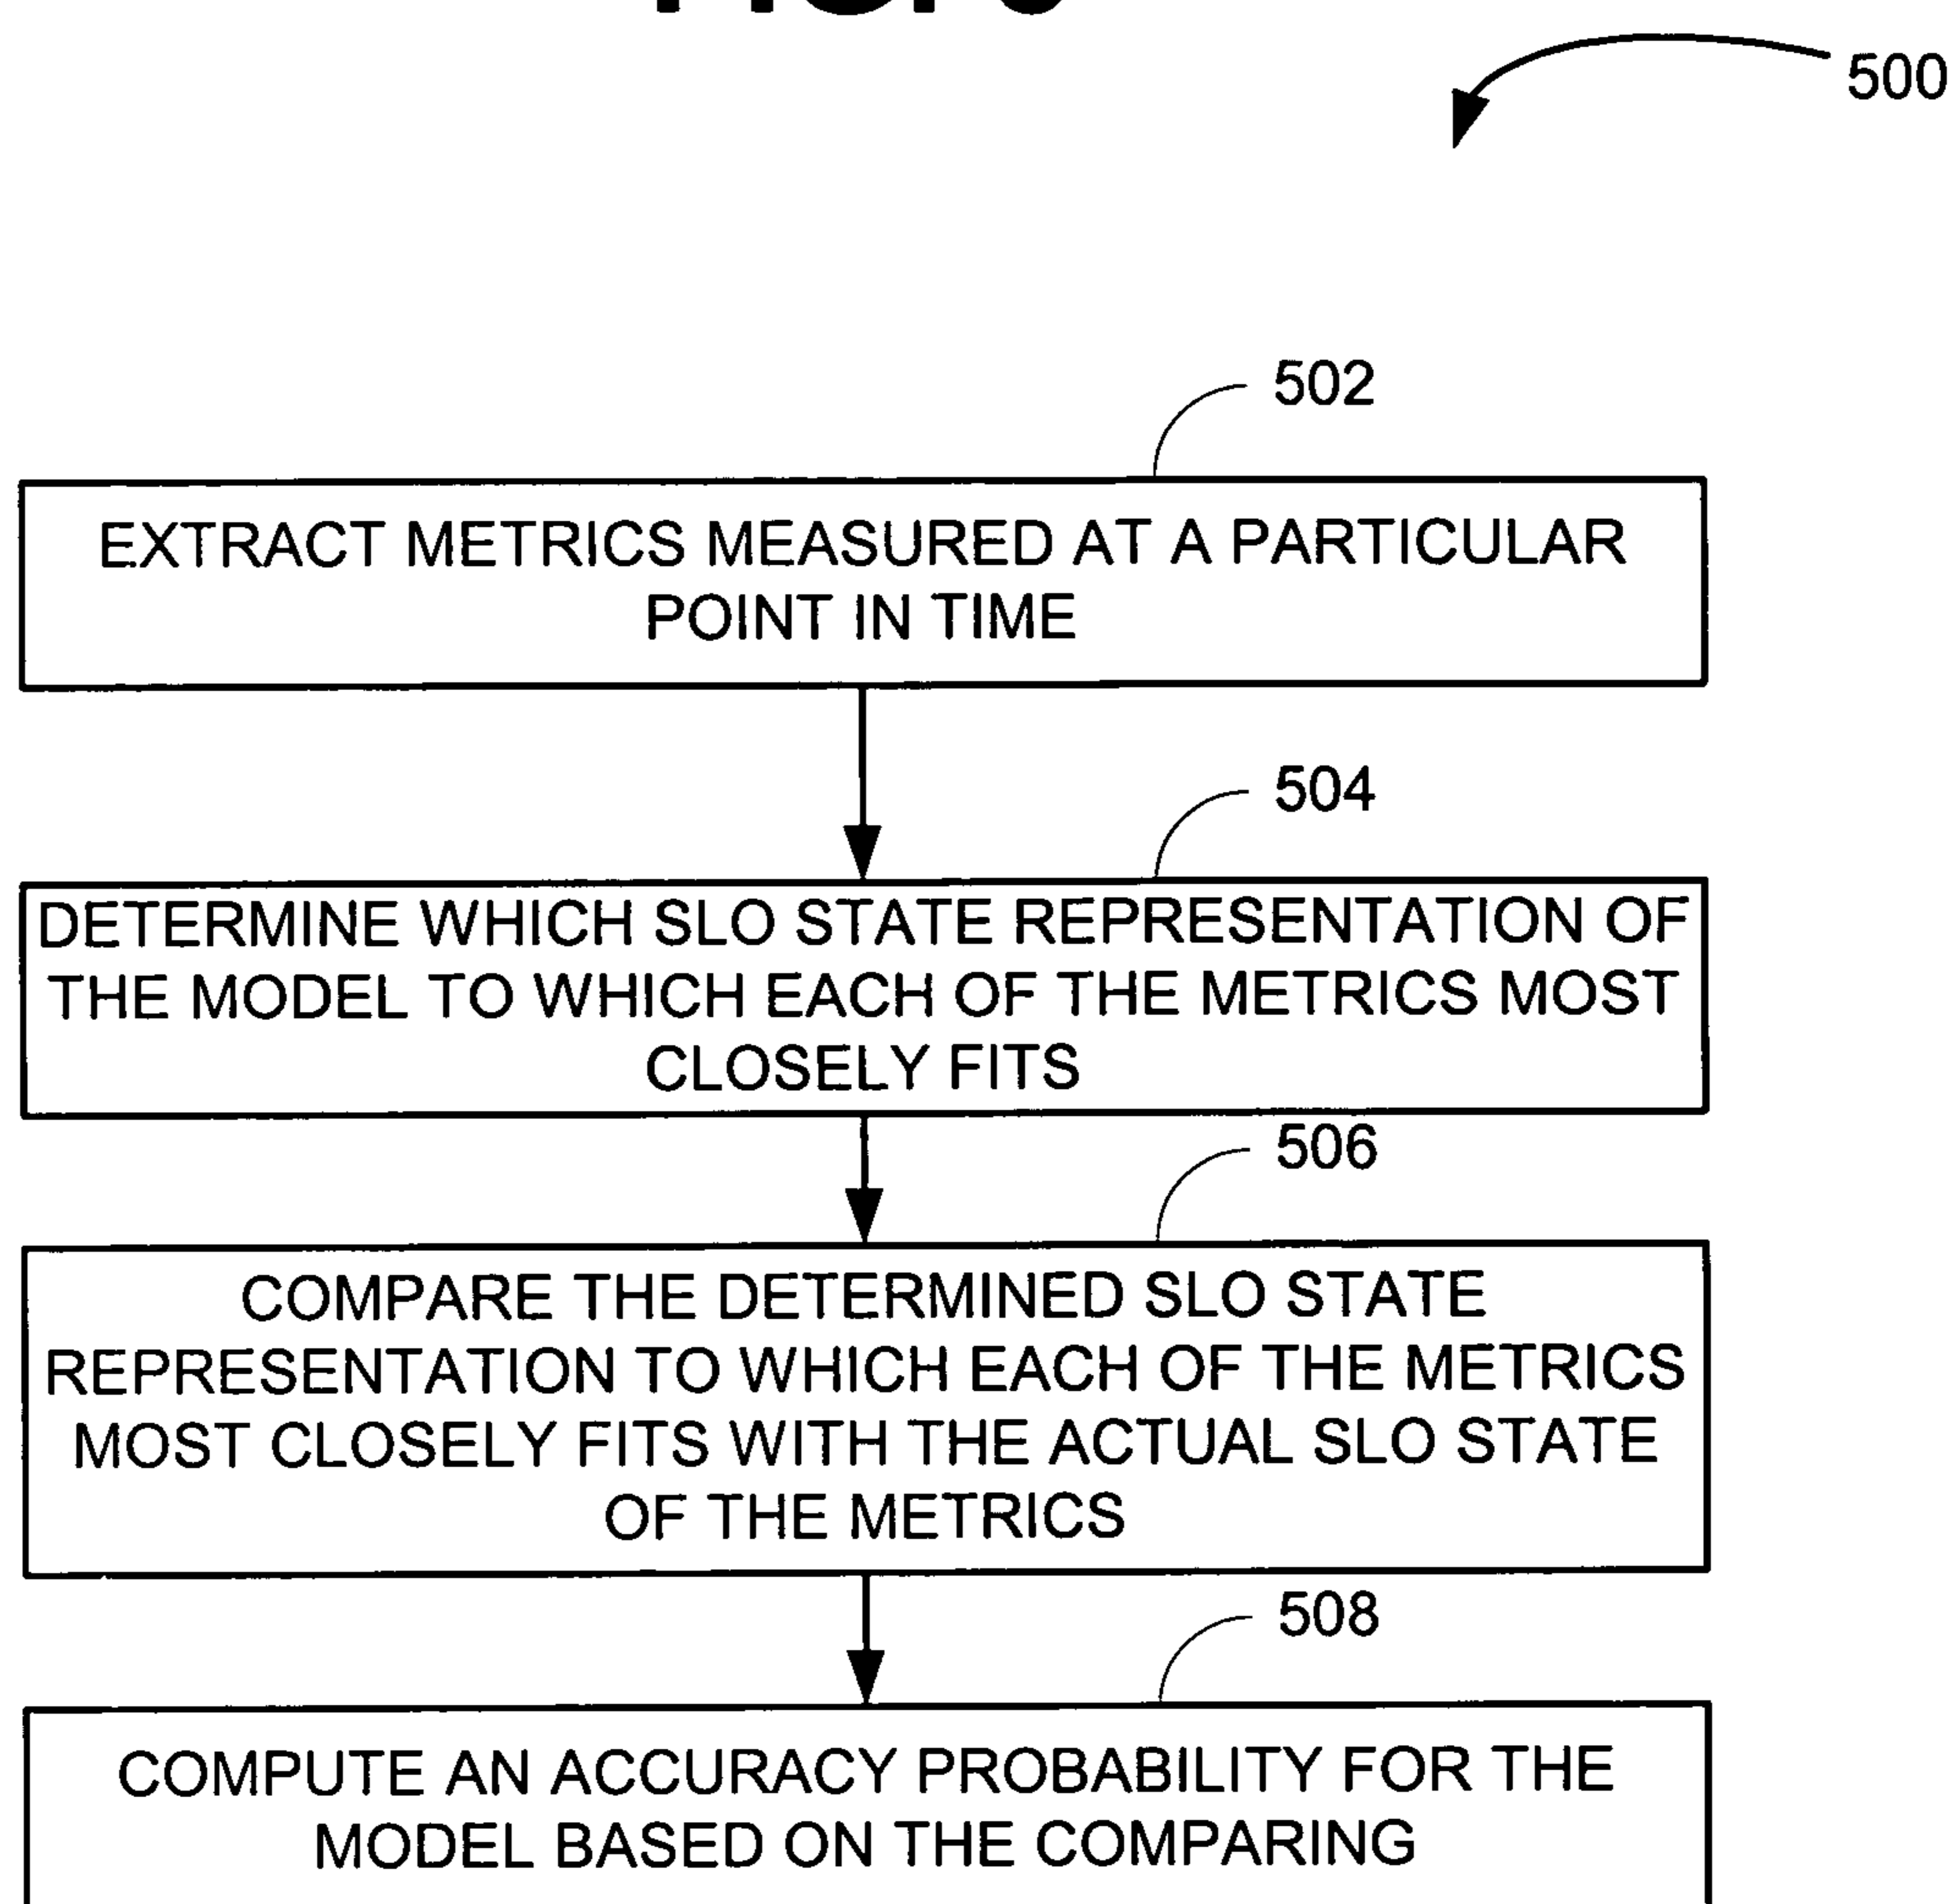 500
502
EXTRACT METRICS MEASURED AT A PARTICULAR
POINT IN TIME
504
DETERMINE WHICH SLO STATE REPRESENTATION OF
THE MODEL TO WHICH EACH OF THE METRICS MOST
CLOSELY FITS
506
COMPARE THE DETERMINED SLO STATE
REPRESENTATION TO WHICH EACH OF THE METRICS
MOST CLOSELY FITS WITH THE ACTUAL SLO STATE
OF THE METRICS
508
COMPUTE AN ACCURACY PROBABILITY FOR THE
MODEL BASED ON THE COMPARING